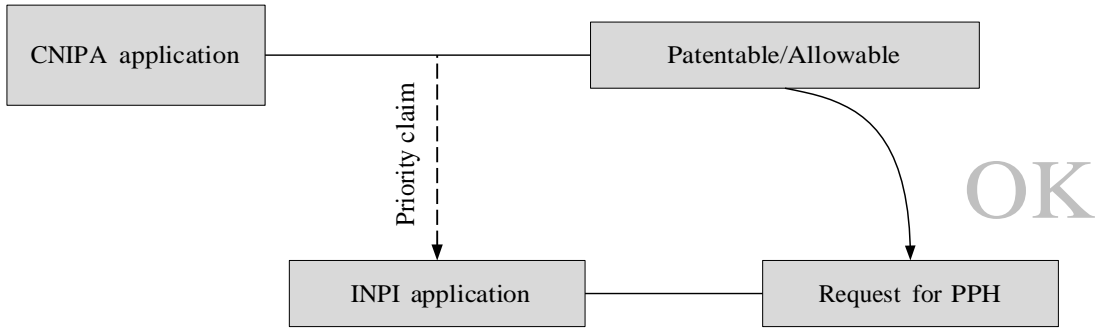 CNIPA application
Patentable/Allowable
Priority claim
OK
INPI application
Request for PPH